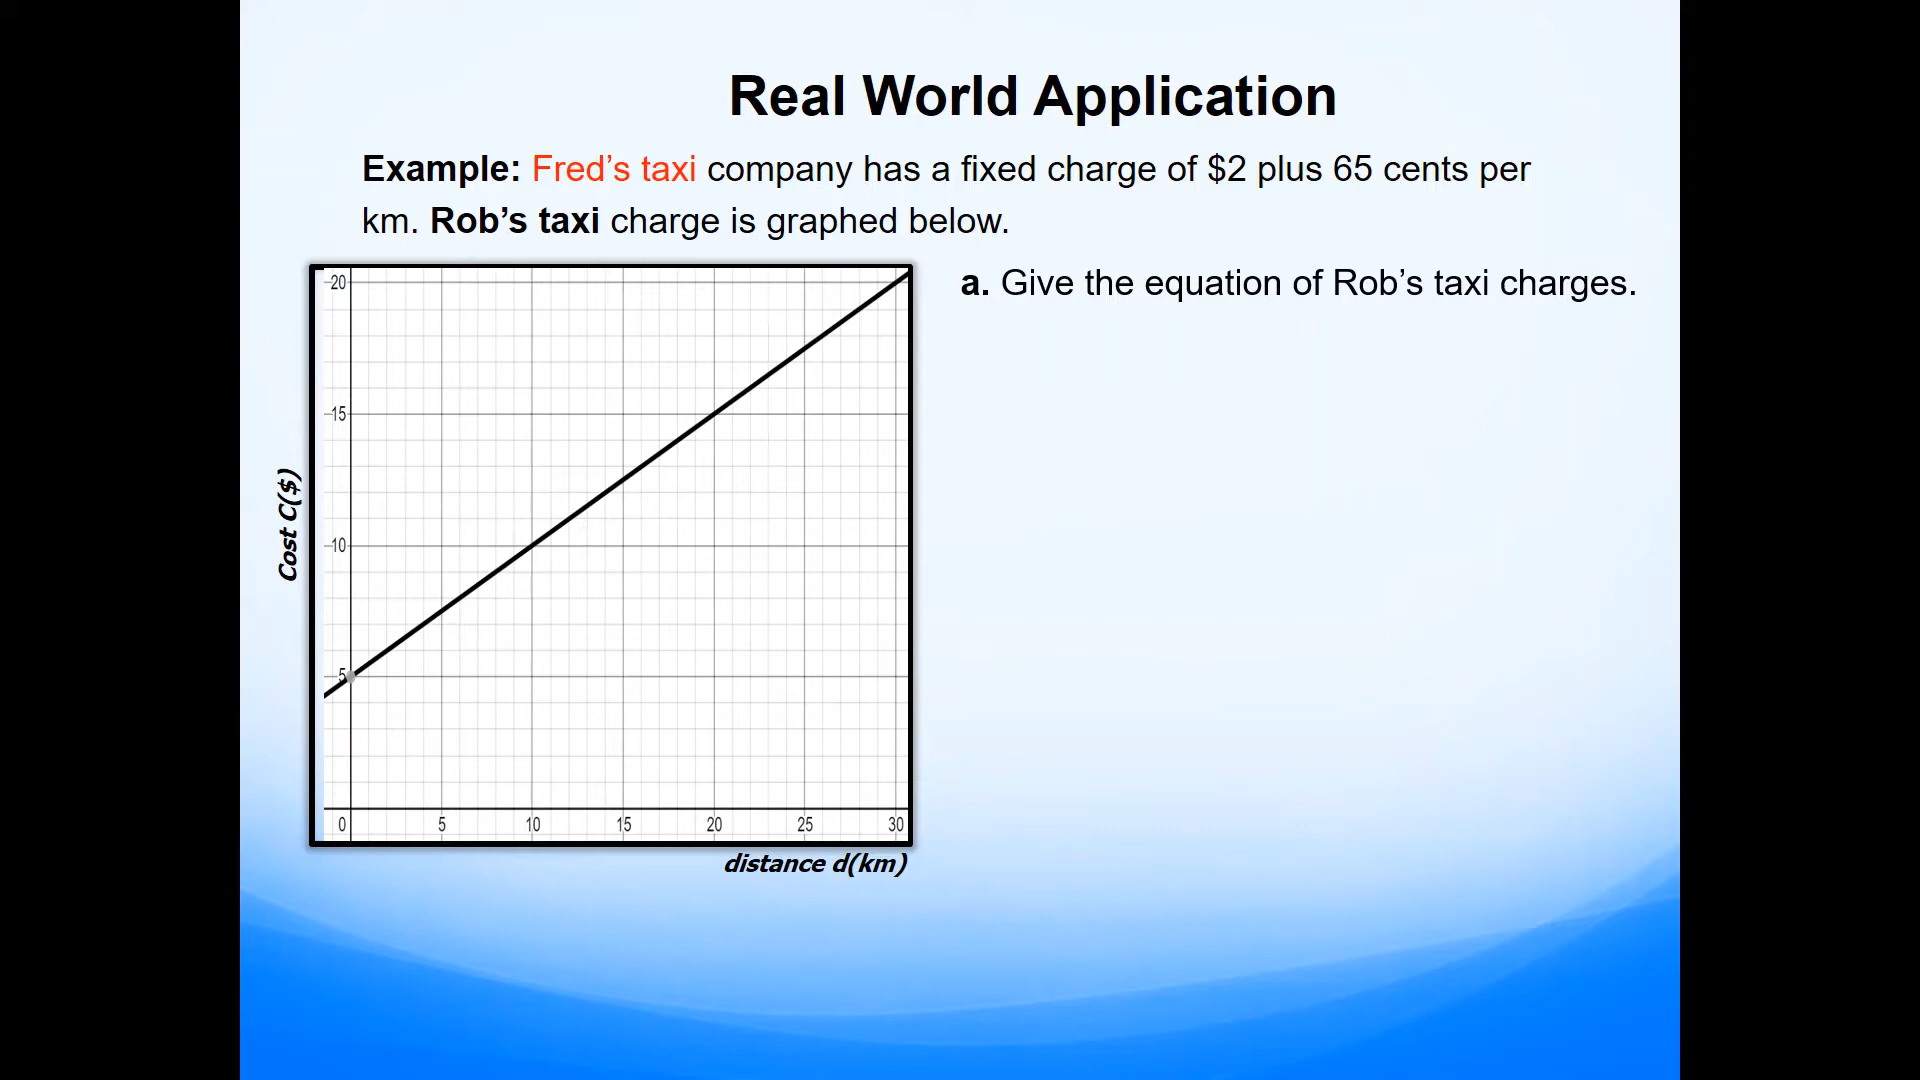 Real World Application
Example: Fred’s taxi company has a fixed charge of $2 plus 65 cents per
km. Rob’s taxi charge is graphed below.
a. Give the equation of Rob’s taxi charges.
20
15
10
5
Cost C($)
0 5 10 15 20 25 30
distance d(km)